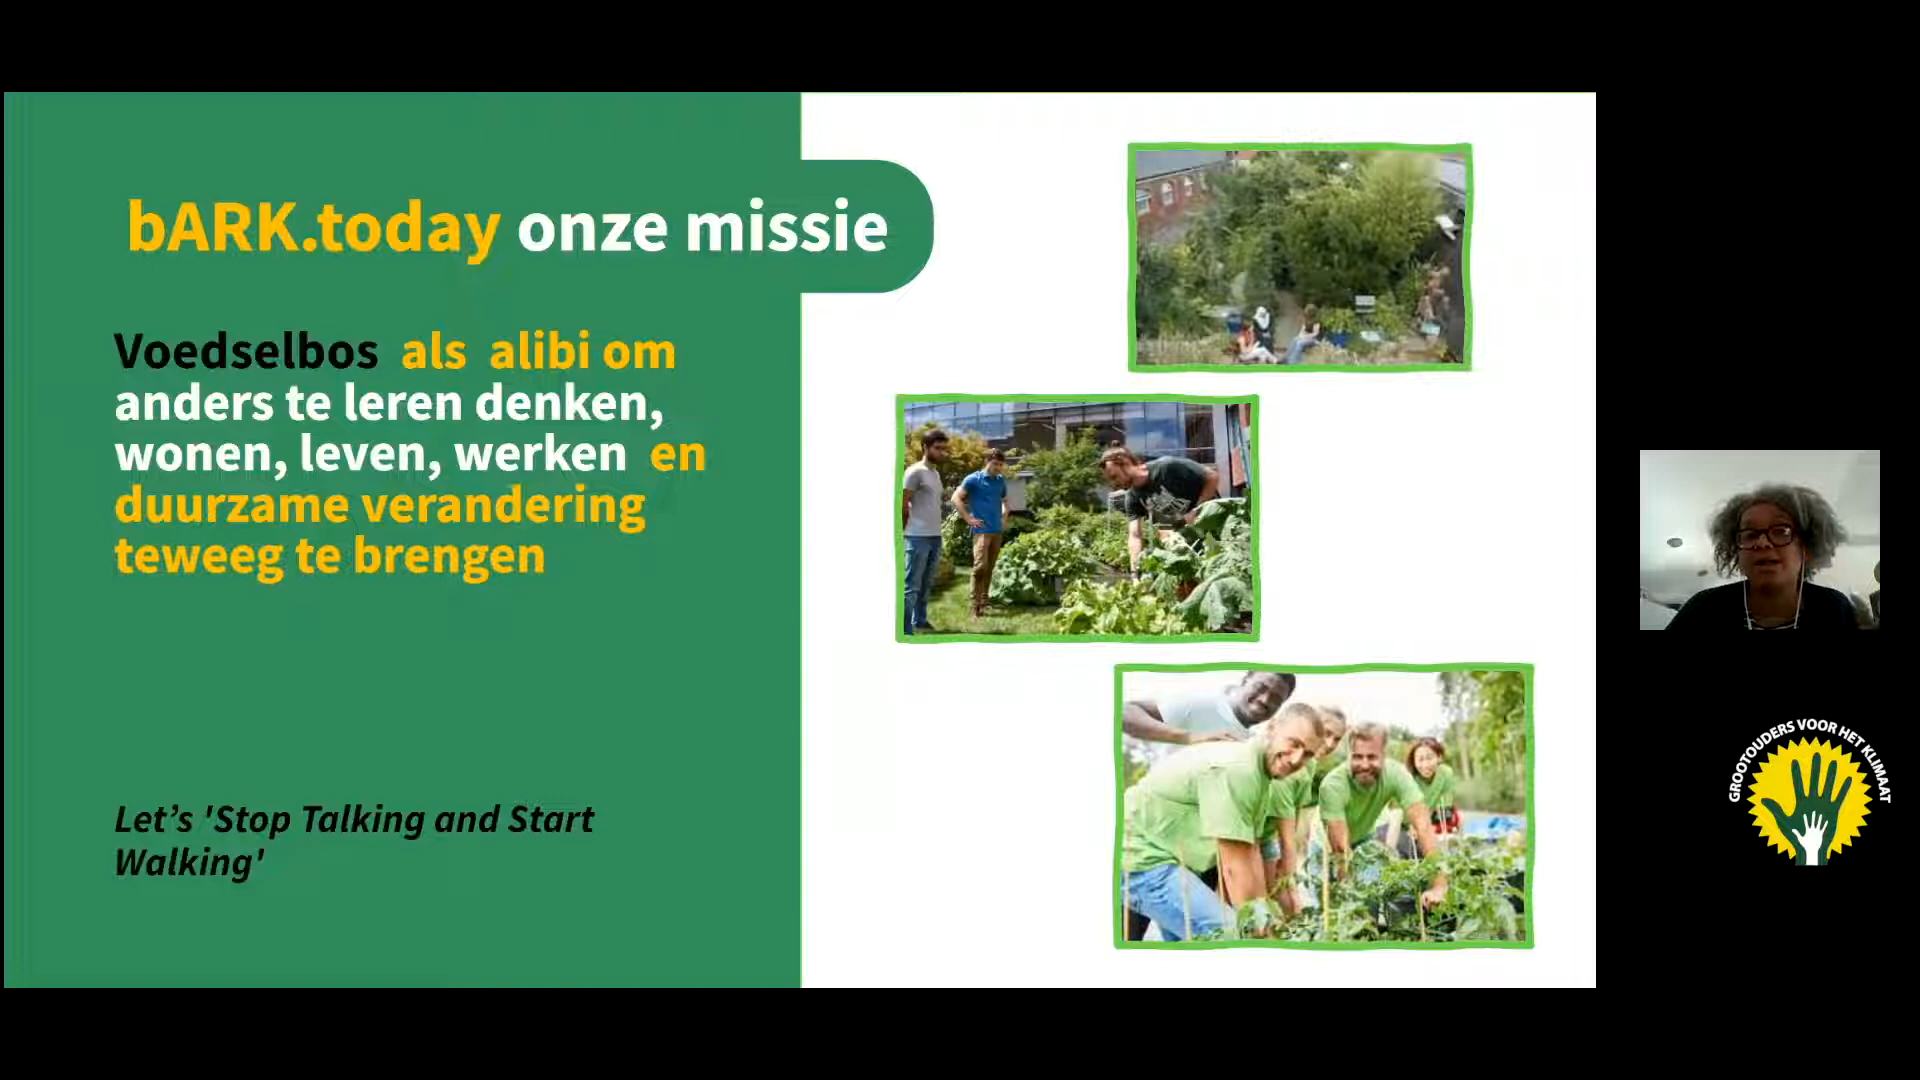 bARK.today onze missie
Voedselbos als alibi om
anders te leren denken,
wonen, leven, werken en
duurzame verandering
teweeg te brengen
Let’s 'Stop Talking and Start
Walking'
GROOTOUDERS VOOR HET KLIMAAT